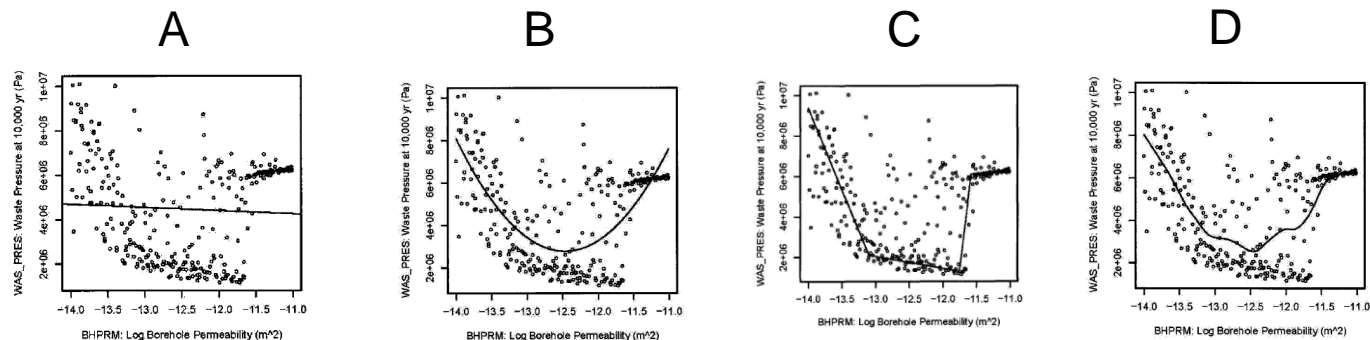 A
B
C
D
WAS_PRES: Waste Pressure at 10,000 yr (Pa)
1e+07
8e+06
6e+06
4e+06
2e+06
-14.0 -13.5 -13.0 -12.5 -12.0 -11.5 -11.0
BHPRM: Log Borehole Permeability (m^2)
WAS_PRES: Waste Pressure at 10,000 yr (Pa)
1e+07
8e+06
6e+06
4e+06
2e+06
-14.0 -13.5 -13.0 -12.5 -12.0 -11.5 -11.0
BHPRM: Log Borehole Permeability (m^2)
WAS_PRES: Waste Pressure at 10,000 yr (Pa)
1e+07
8e+06
6e+06
4e+06
2e+06
-14.0 -13.5 -13.0 -12.5 -12.0 -11.5 -11.0
BHPRM: Log Borehole Permeability (m^2)
WAS_PRES: Waste Pressure at 10,000 yr (Pa)
1e+07
8e+06
6e+06
4e+06
2e+06
-14.0 -13.5 -13.0 -12.5 -12.0 -11.5 -11.0
BHPRM: Log Borehole Permeability (m^2)